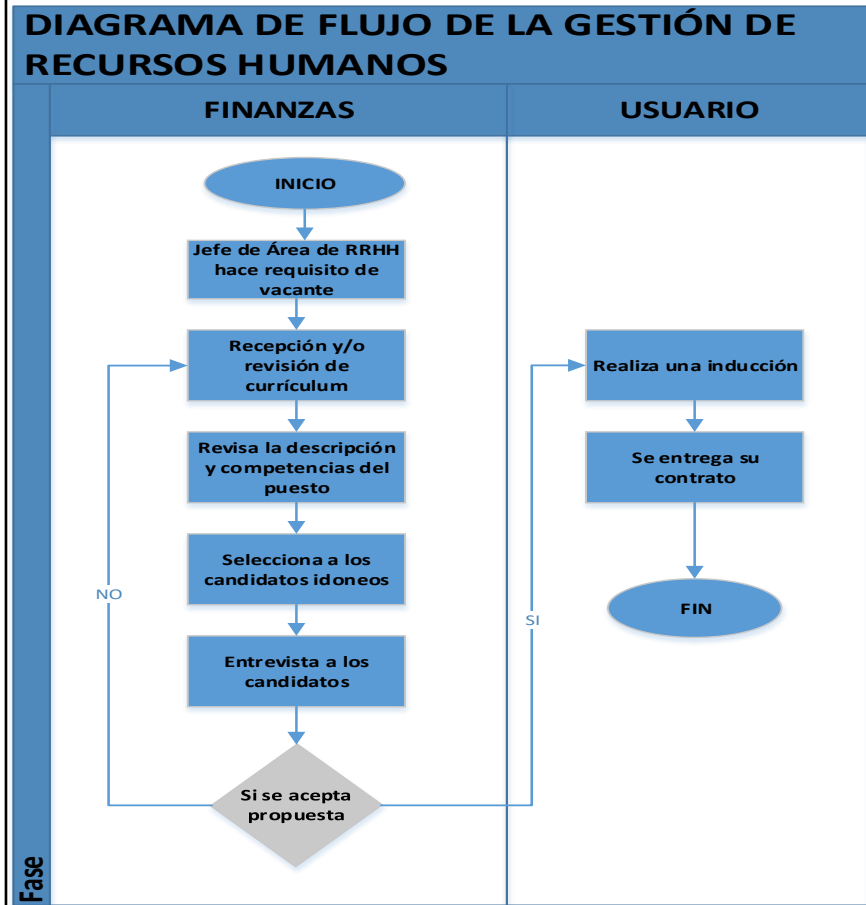 DIAGRAMA DE FLUJO DE LA GESTIÓN DE
RECURSOS HUMANOS
FINANZAS
USUARIO
INICIO
Jefe de Área de RRHH
hace requisito de
vacante
Recepción y/o
revisión de
currículum
Revisa la descripción
y competencias del
puesto
Selecciona a los
candidatos idoneos
Entrevista a los
candidatos
Si se acepta
propuesta
NO
SI
Realiza una inducción
Se entrega su
contrato
FIN
Fase